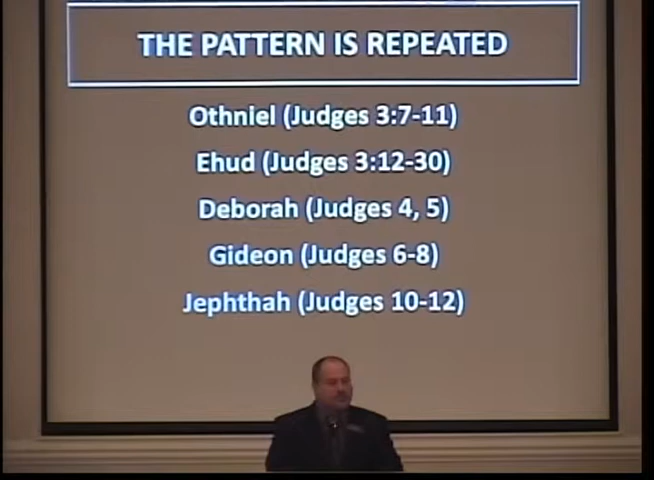 THE PATTERN IS REPEATED
Othniel (Judges 3:7-11)
Ehud (Judges 3:12-30)
Deborah (Judges 4, 5)
Gideon (Judges 6-8)
Jephthah (Judges 10-12)